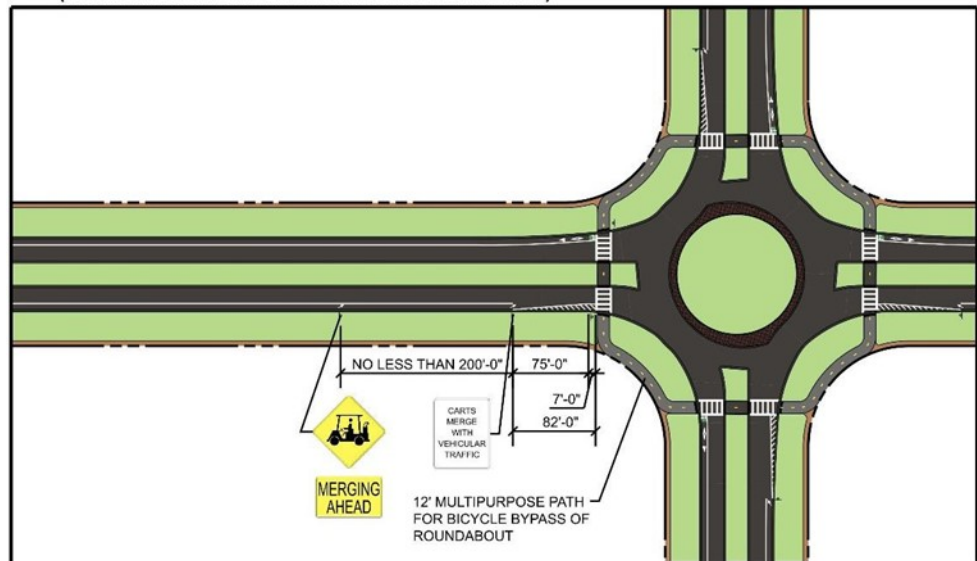 NO LESS THAN 200'-0"
75'-0"
7'-0"
82'-0"
CARTS
MERGE
WITH
VEHICULAR
TRAFFIC
MERGING
AHEAD
12' MULTIPURPOSE PATH
FOR BICYCLE BYPASS OF
ROUNDABOUT